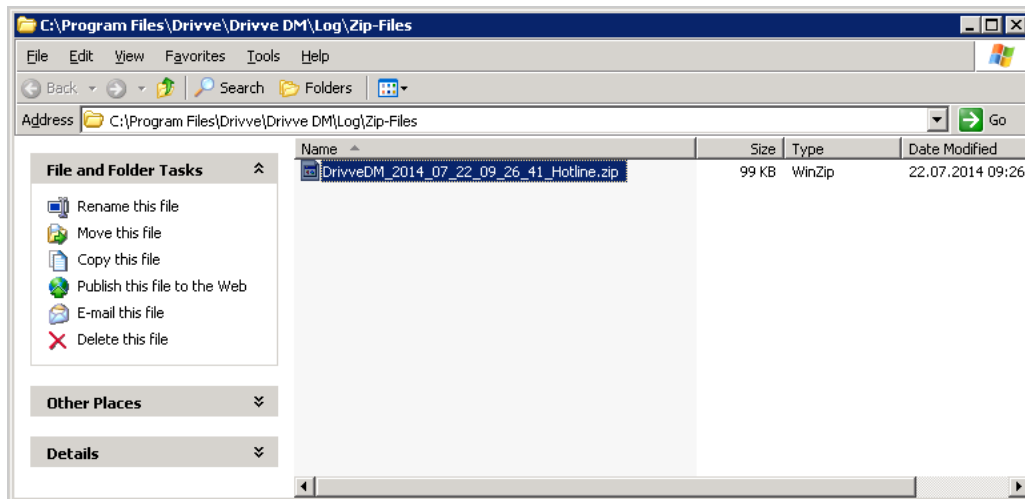 C:\Program Files\Drivve\Drivve DM\Log\Zip-Files
File Edit View Favorites Tools Help
Back Search Folders
Address C:\Program Files\Drivve\Drivve DM\Log\Zip-Files Go
Name Size Type Date Modified
DrivveDM_2014_07_22_09_26_41_Hotline.zip 99 KB WinZip 22.07.2014 09:26
File and Folder Tasks
Rename this file
Move this file
Copy this file
Publish this file to the Web
E-mail this file
Delete this file
Other Places
Details